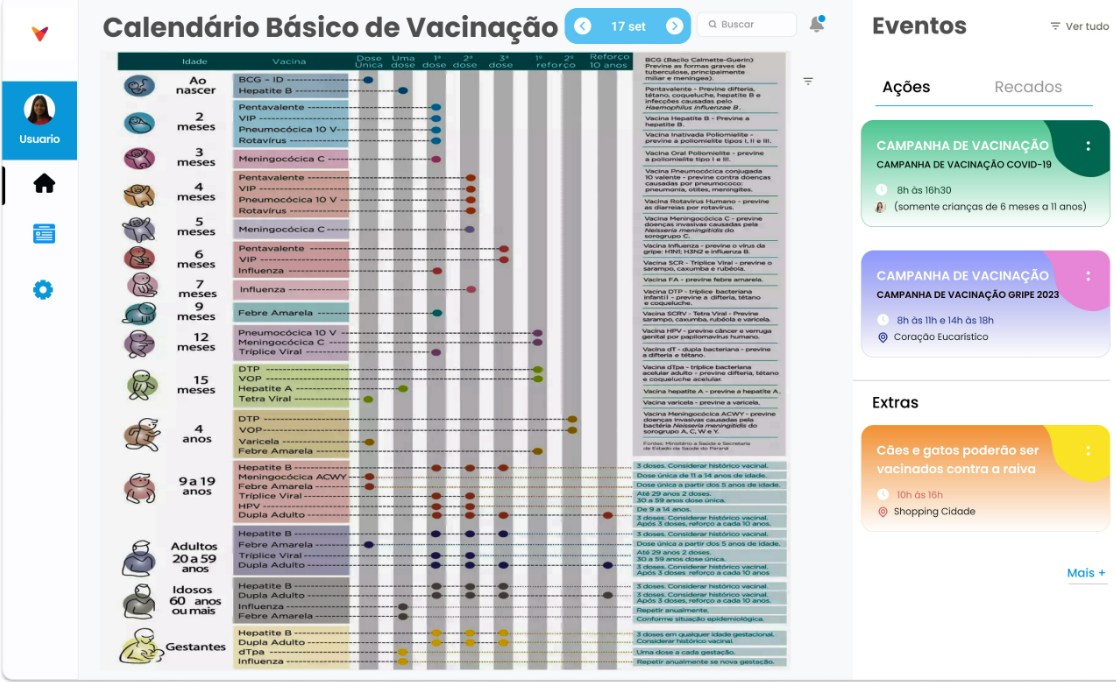 Calendário Básico de Vacinação
17 set
Buscar
Usuario
Idade
Vacina
Dose Única
Uma dose
1ª dose
2ª dose
3ª dose
1º reforço
2º
Reforço 10 anos
Ao nascer
BCG - ID
Hepatite B
2 meses
Pentavalente
VIP
Pneumocócica 10 V
Rotavírus
3 meses
Meningocócica C
4 meses
Pentavalente
VIP
Pneumocócica 10 V
Rotavírus
5 meses
Meningocócica C
6 meses
Pentavalente
VIP
Influenza
7 meses
Influenza
9 meses
Febre Amarela
12 meses
Pneumocócica 10 V
Meningocócica C
Tríplice Viral
15 meses
DTP
VOP
Hepatite A
Tetra Viral
4 anos
DTP
VOP
Varicela
Febre Amarela
9 a 19 anos
Hepatite B
Meningocócica ACWY
Febre Amarela
Tríplice Viral
HPV
Dupla Adulto
Adultos 20 a 59 anos
Hepatite B
Febre Amarela
Tríplice Viral
Dupla Adulto
Idosos 60 anos ou mais
Hepatite B
Dupla Adulto
Influenza
Febre Amarela
Gestantes
Hepatite B
Dupla Adulto
dTpa
Influenza
BCG (Bacilo Calmette-Guerin)
Previne as formas graves de
tuberculose, principalmente
miliar e meningea).
Pentavalente - Previne difteria,
tétano, coqueluche, hepatite B e
infecções causadas pelo
Haemophilus influenzae B.
Vacina Hepatite B - Previne a
hepatite B.
Vacina Inativada Poliomielite -
previne a poliomielite tipos I, II e III.
Vacina Oral Poliomielite - previne
a poliomielite tipo I e III.
Vacina Pneumocócica conjugada
10 valente - previne contra doenças
causadas por pneumococo:
pneumonia, otites, meningites.
Vacina Rotavírus Humano - previne
as diarreias por rotavírus.
Vacina Meningocócica C - previne
doenças invasivas causadas pela
Neisseria meningitidis do
sorogrupo C.
Vacina Influenza - previne o vírus da
gripe: H1N1, H3N2 e influenza B.
Vacina SCR - Tríplice Viral - previne o
sarampo, caxumba e rubéola.
Vacina FA - previne febre amarela.
Vacina DTP - tríplice bacteriana
infantil - previne a difteria, tétano
e coqueluche.
Vacina SCRV - Tetra Viral - Previne
sarampo, caxumba, rubéola e varicela.
Vacina HPV - previne câncer e verruga
genital por papilomavírus humano.
Vacina dT - dupla bacteriana - previne
a difteria e tétano.
Vacina dTpa - tríplice bacteriana
acelular adulto - previne difteria, tétano
e coqueluche acelular.
Vacina hepatite A - previne a hepatite A.
Vacina varicela - previne a varicela.
Vacina Meningocócica ACWY - previne
doenças invasivas causadas pela
bactéria Neisseria meningitidis do
sorogrupo A, C, W e Y.
3 doses. Considerar histórico vacinal.
Dose única de 11 a 14 anos de idade.
Dose única a partir dos 5 anos de idade.
Até 29 anos 2 doses.
30 a 59 anos dose única.
De 9 a 14 anos.
3 doses. Considerar histórico vacinal.
Após 3 doses, reforço a cada 10 anos.
3 doses. Considerar histórico vacinal.
Dose única a partir dos 5 anos de idade.
Até 29 anos 2 doses.
30 a 59 anos dose única.
3 doses. Considerar histórico vacinal.
Após 3 doses, reforço a cada 10 anos
3 doses. Considerar histórico vacinal.
3 doses. Considerar histórico vacinal.
Após 3 doses, reforço a cada 10 anos.
Repetir anualmente.
Conforme situação epidemiológica.
3 doses em qualquer idade gestacional.
Considerar histórico vacinal
Uma dose a cada gestação.
Repetir anualmente se nova gestação.
Eventos
Ver tudo
Ações
Recados
CAMPANHA DE VACINAÇÃO
CAMPANHA DE VACINAÇÃO COVID-19
8h às 16h30
(somente crianças de 6 meses a 11 anos)
CAMPANHA DE VACINAÇÃO
CAMPANHA DE VACINAÇÃO GRIPE 2023
8h às 11h e 14h às 18h
Coração Eucarístico
Extras
Cães e gatos poderão ser
vacinados contra a raiva
10h às 16h
Shopping Cidade
Mais +